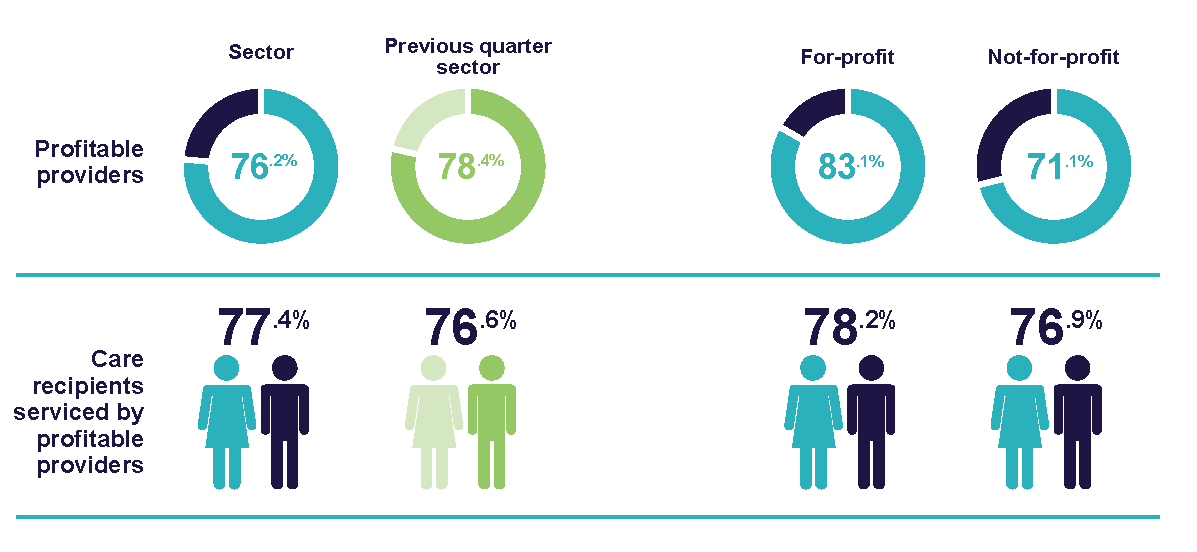 Sector
Previous quarter
sector
For-profit
Not-for-profit
Profitable
providers
76.2%
78.4%
83.1%
71.1%
77.4%
76.6%
78.2%
76.9%
Care
recipients
serviced by
profitable
providers